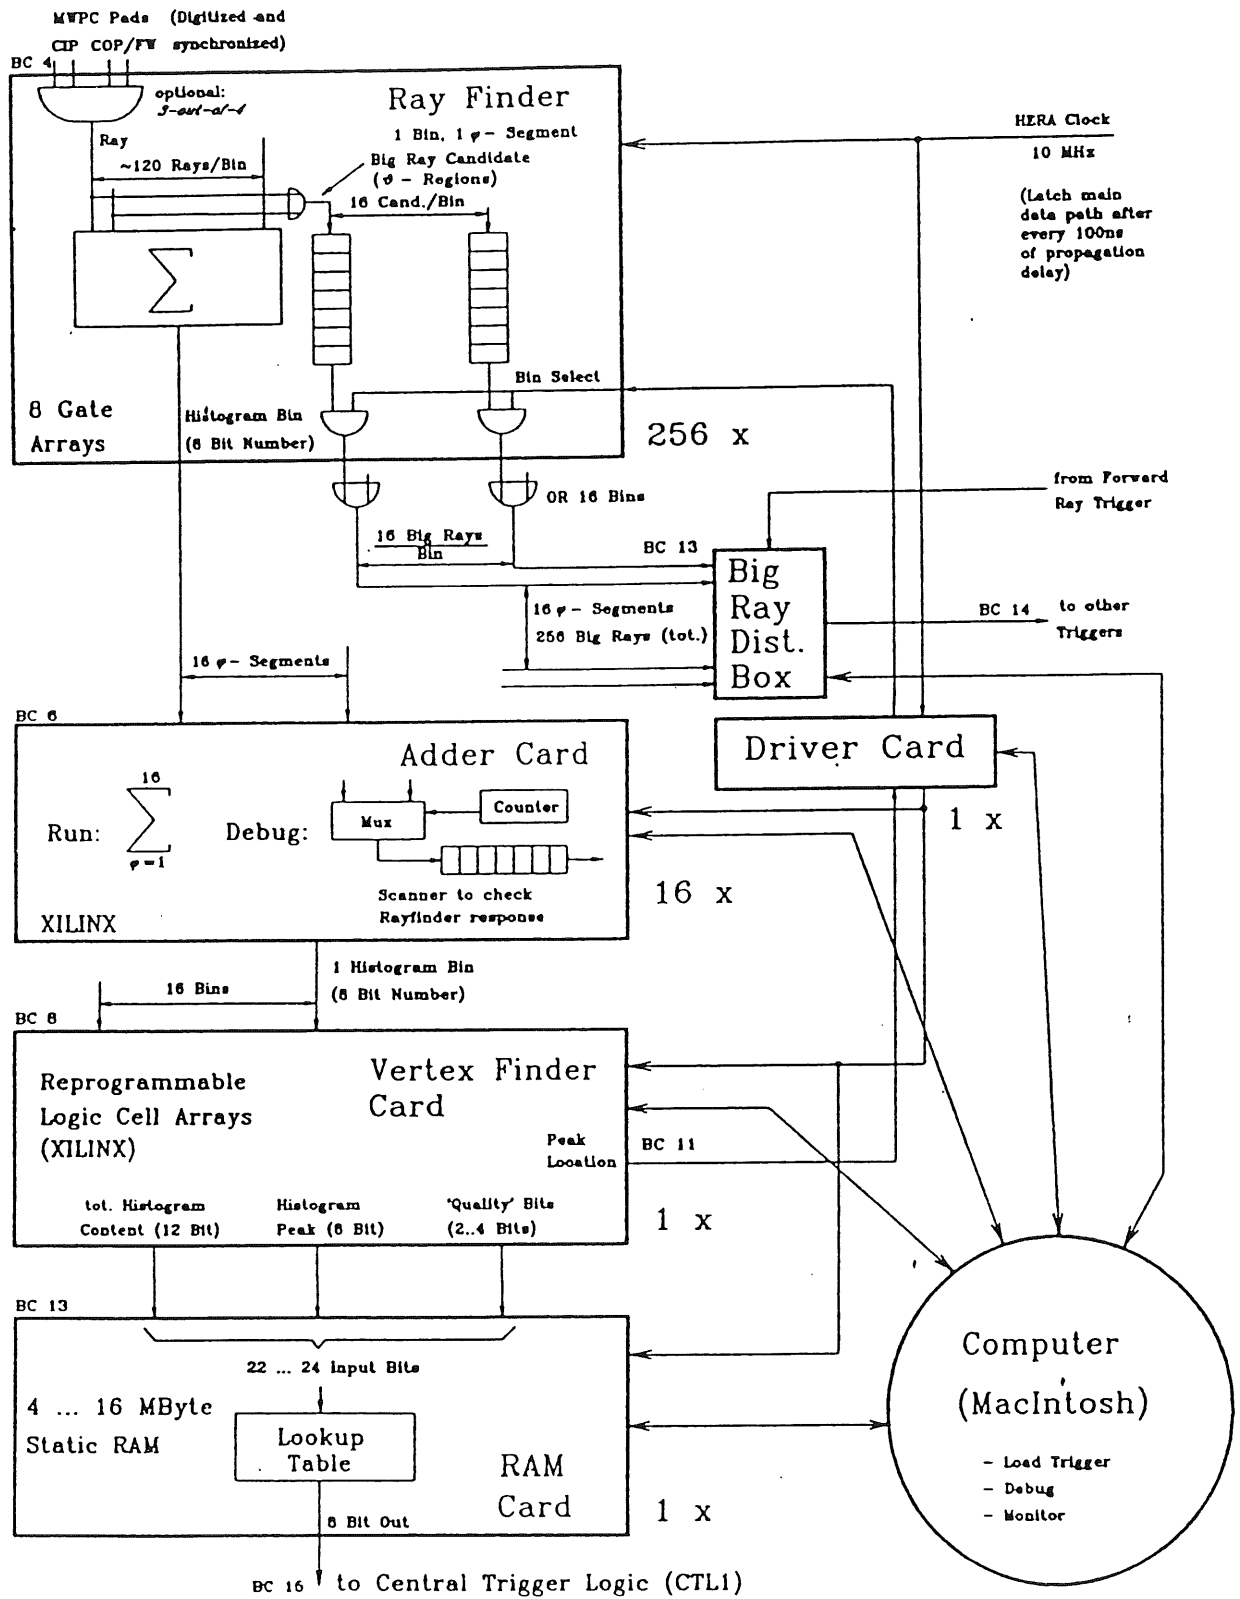 MWPC Pads (Digitized and
CIP COP/FW synchronized)
BC 4
optional:
3-out-of-4
Ray Finder
1 Bin, 1 φ - Segment
Ray
~120 Rays/Bin
Big Ray Candidate
(ϑ - Regions)
16 Cand./Bin
HERA Clock
10 MHz
(Latch main
data path after
every 100ns
of propagation
delay)
Σ
Bin Select
8 Gate
Arrays
Histogram Bin
(8 Bit Number)
256 x
OR 16 Bins
from Forward
Ray Trigger
16 Big Rays
Bin
BC 13
Big
Ray
Dist.
Box
16 φ - Segments
256 Big Rays (tot.)
BC 14
to other
Triggers
16 φ - Segments
BC 6
Adder Card
Driver Card
1 x
Run:
16
Σ
φ=1
Debug:
Mux
Counter
Scanner to check
Rayfinder response
XILINX
16 x
1 Histogram Bin
(8 Bit Number)
16 Bins
BC 8
Reprogrammable
Logic Cell Arrays
(XILINX)
Vertex Finder
Card
Peak
Location
BC 11
tot. Histogram
Content (12 Bit)
Histogram
Peak (8 Bit)
'Quality' Bits
(2..4 Bits)
1 x
BC 13
22 ... 24 Input Bits
4 ... 16 MByte
Static RAM
Lookup
Table
RAM
Card
1 x
8 Bit Out
BC 16 to Central Trigger Logic (CTL1)
Computer
(MacIntosh)
- Load Trigger
- Debug
- Monitor